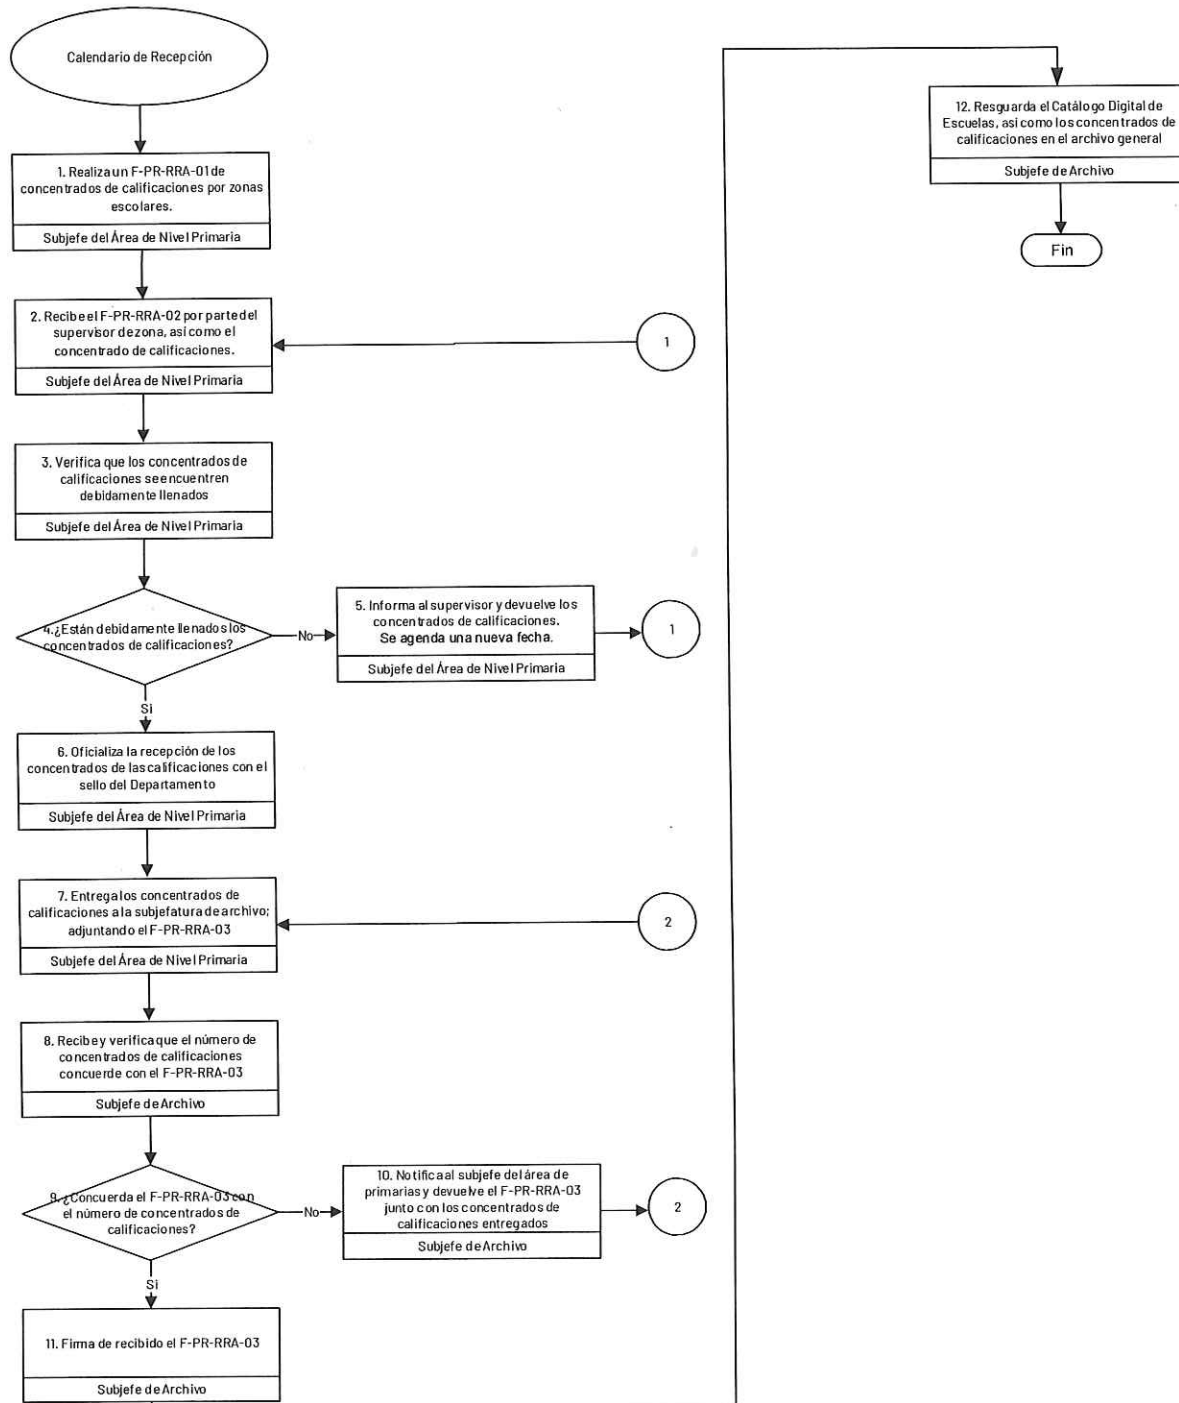 Calendario de Recepción
1. Realiza un F-PR-RRA-01 de
concentrados de calificaciones por zonas
escolares.
Subjefe del Área de Nivel Primaria
2. Recibe el F-PR-RRA-02 por parte del
supervisor de zona, así como el
concentrado de calificaciones.
Subjefe del Área de Nivel Primaria
1
3. Verifica que los concentrados de
calificaciones se encuentren
debidamente llenados
Subjefe del Área de Nivel Primaria
4.¿Están debidamente llenados los
concentrados de calificaciones?
No
5. Informa al supervisor y devuelve los
concentrados de calificaciones.
Se agenda una nueva fecha.
Subjefe del Área de Nivel Primaria
1
Si
6. Oficializa la recepción de los
concentrados de las calificaciones con el
sello del Departamento
Subjefe del Área de Nivel Primaria
7. Entrega los concentrados de
calificaciones a la subjefatura de archivo;
adjuntando el F-PR-RRA-03
Subjefe del Área de Nivel Primaria
2
8. Recibe y verifica que el número de
concentrados de calificaciones
concuerde con el F-PR-RRA-03
Subjefe de Archivo
9. ¿Concuerda el F-PR-RRA-03 con
el número de concentrados de
calificaciones?
No
10. Notifica al subjefe del área de
primarias y devuelve el F-PR-RRA-03
junto con los concentrados de
calificaciones entregados
Subjefe de Archivo
2
Si
11. Firma de recibido el F-PR-RRA-03
Subjefe de Archivo
12. Resguarda el Catálogo Digital de
Escuelas, así como los concentrados de
calificaciones en el archivo general
Subjefe de Archivo
Fin